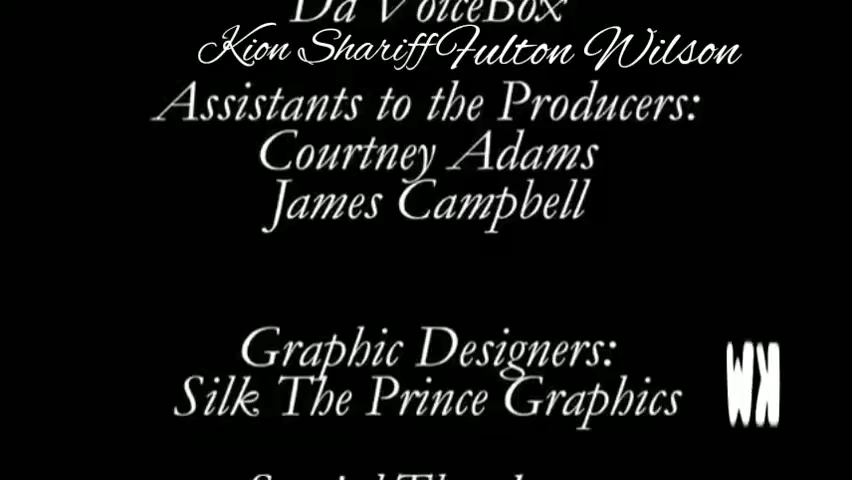 Da VoiceBox
Kion Shariff Fulton Wilson
Assistants to the Producers:
Courtney Adams
James Campbell
Graphic Designers:
Silk The Prince Graphics